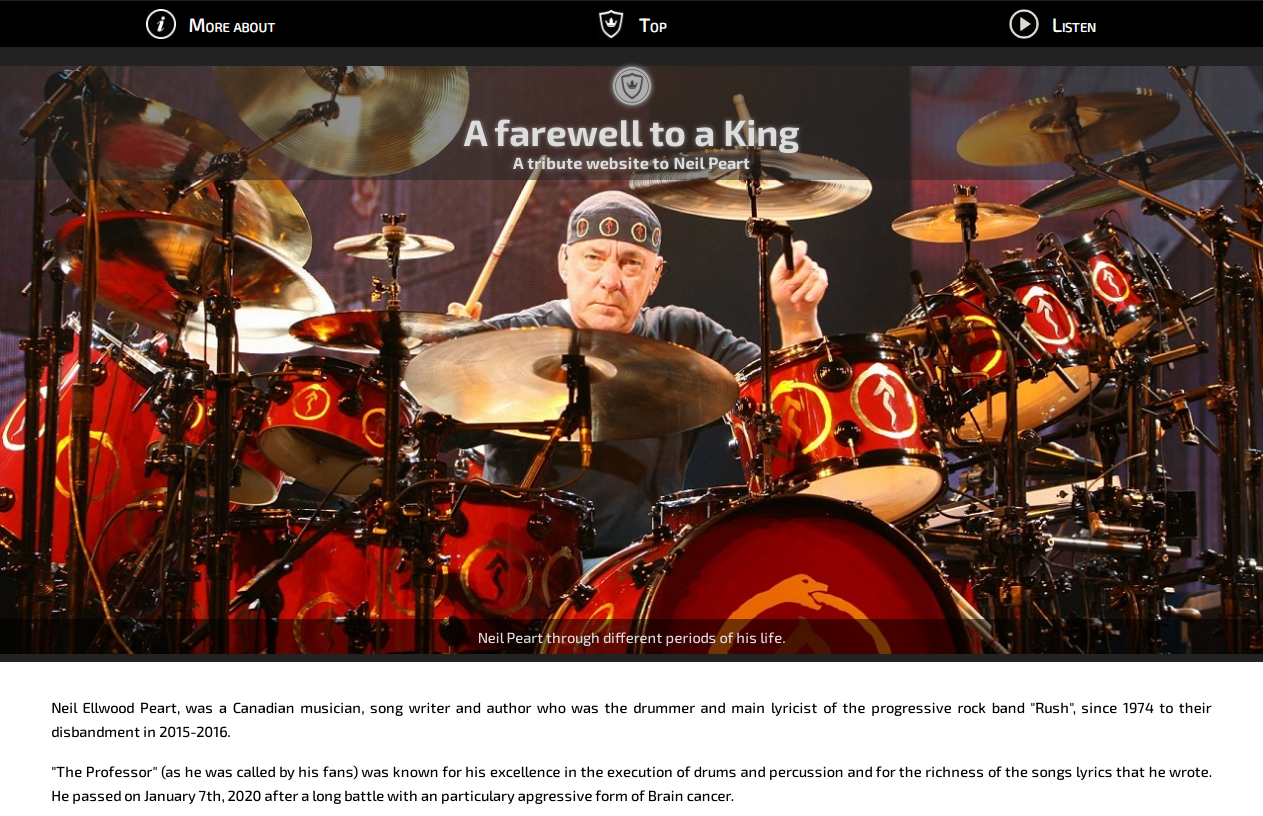 More about
Top
Listen
A farewell to a King
A tribute website to Neil Peart
Neil Peart through different periods of his life.
Neil Ellwood Peart, was a Canadian musician, song writer and author who was the drummer and main lyricist of the progressive rock band "Rush", since 1974 to their
disbandment in 2015-2016.
"The Professor" (as he was called by his fans) was known for his excellence in the execution of drums and percussion and for the richness of the songs lyrics that he wrote.
He passed on January 7th, 2020 after a long battle with an particulary apgressive form of Brain cancer.